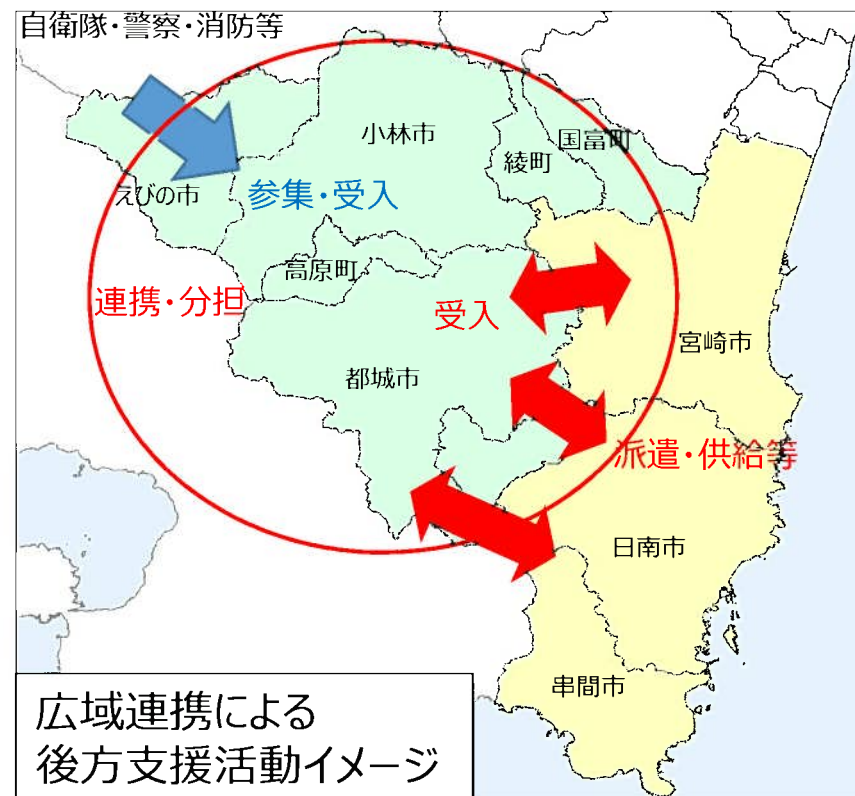 自衛隊・警察・消防等
小林市
国富町
綾町
えびの市
参集・受入
高原町
連携・分担
受入
宮崎市
都城市
派遣・供給等
日南市
串間市
広域連携による
後方支援活動イメージ